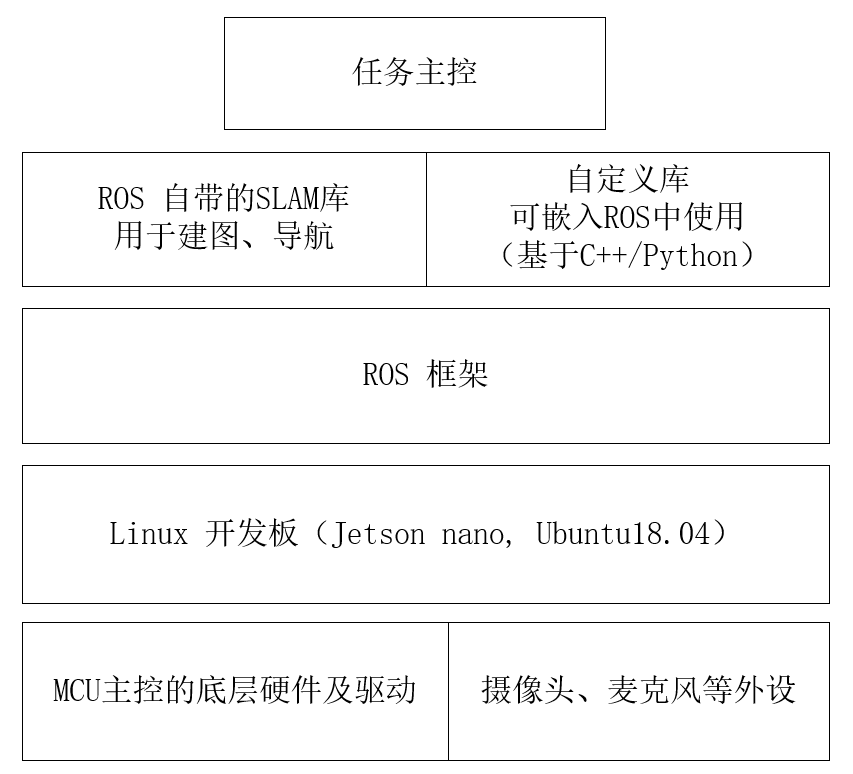 任务主控
ROS 自带的SLAM库
用于建图、导航
自定义库
可嵌入ROS中使用
（基于C++/Python）
ROS 框架
Linux 开发板（Jetson nano, Ubuntu18.04）
MCU主控的底层硬件及驱动
摄像头、麦克风等外设